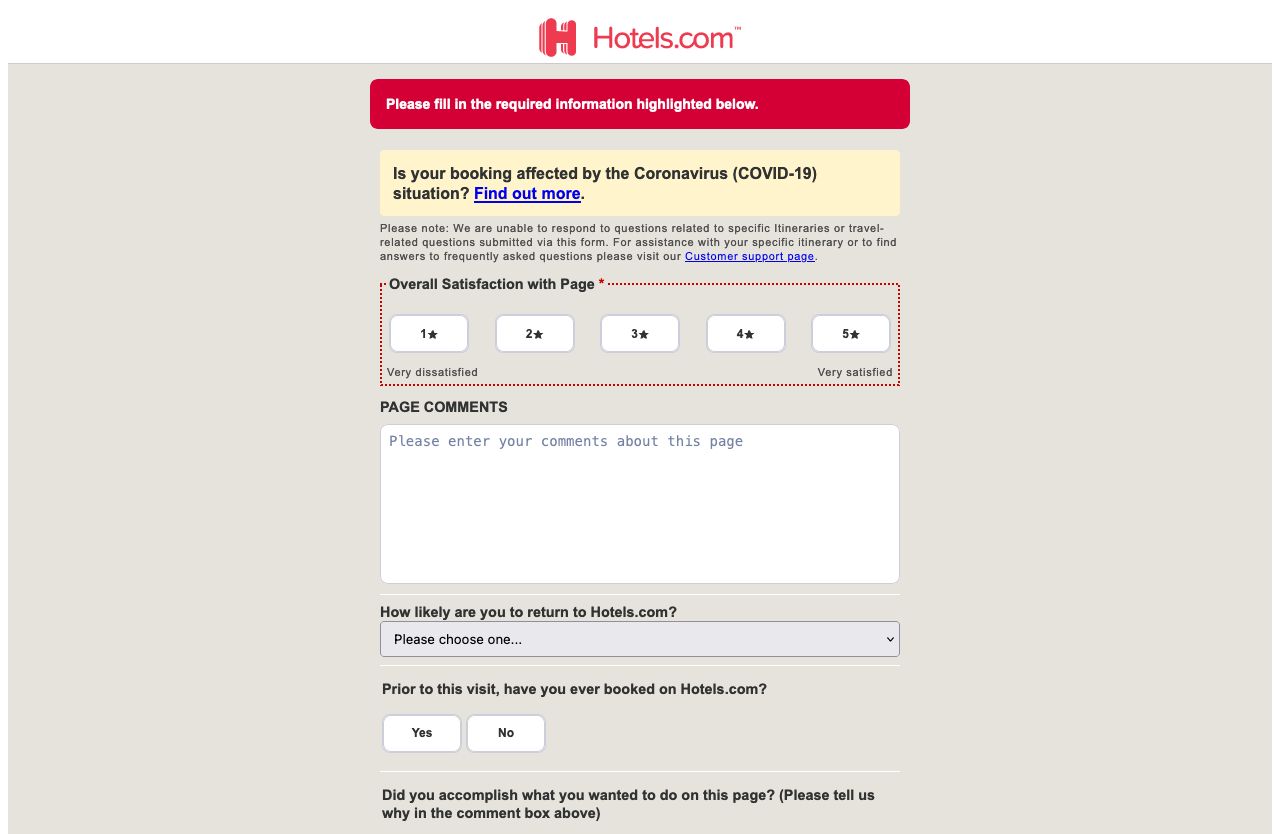 Hotels.com™
Please fill in the required information highlighted below.
Is your booking affected by the Coronavirus (COVID-19)
situation? Find out more.
Please note: We are unable to respond to questions related to specific Itineraries or travel-
related questions submitted via this form. For assistance with your specific itinerary or to find
answers to frequently asked questions please visit our Customer support page.
Overall Satisfaction with Page *
1★ 2★ 3★ 4★ 5★
Very dissatisfied Very satisfied
PAGE COMMENTS
Please enter your comments about this page
How likely are you to return to Hotels.com?
Please choose one...
Prior to this visit, have you ever booked on Hotels.com?
Yes No
Did you accomplish what you wanted to do on this page? (Please tell us
why in the comment box above)